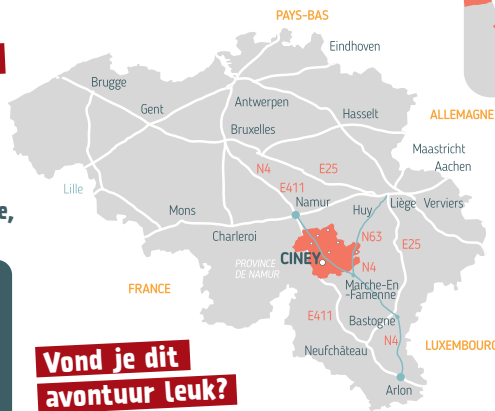 PAYS-BAS
Eindhoven
Brugge
Gent
Antwerpen
Hasselt
ALLEMAGNE
Bruxelles
Maastricht
Aachen
N4
E25
Lille
E411
Namur
Huy
Liège
Verviers
e,
Mons
Charleroi
N63
E25
PROVINCE
DE NAMUR
CINEY
N4
Marche-En
-Famenne
FRANCE
E411
Bastogne
Neufchâteau
N4
LUXEMBOURG
Vond je dit
avontuur leuk?
Arlon